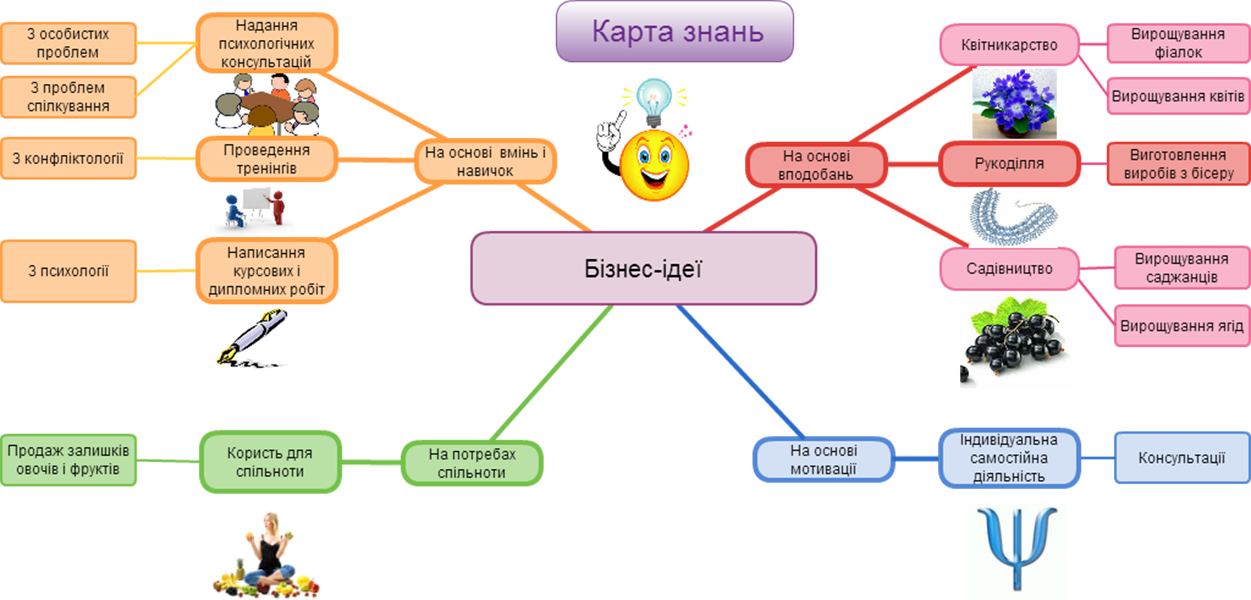 Карта знань
З особистих
проблем
З проблем
спілкування
Надання
психологічних
консультацій
З конфліктології
Проведення
тренінгів
З психології
Написання
курсових і
дипломних робіт
На основі вмінь і
навичок
Бізнес-ідеї
На основі
вподобань
Квітникарство
Вирощування
фіалок
Вирощування квітів
Рукоділля
Виготовлення
виробів з бісеру
Садівництво
Вирощування
саджанців
Вирощування ягід
Продаж залишків
овочів і фруктів
Користь для
спільноти
На потребах
спільноти
На основі
мотивації
Індивідуальна
самостійна
діяльність
Консультації